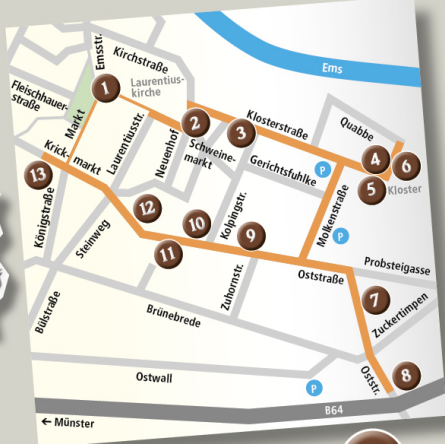 Emsstr.
Kirchstraße
Ems
Fleischhauer-
straße
Markt
1
Laurentius-
kirche
2
3
Klosterstraße
Quabbe
4
6
5
Kloster
Laurentiusstr.
Neuenhof
Schweine-
markt
Gerichtsfuhlke
P
Krick-
markt
13
Königstraße
12
10
Kolpingstr.
9
Molkenstraße
P
Steinweg
11
Oststraße
Probsteigasse
Zuhornstr.
7
Zuckertimpen
Bülstraße
Brünebrede
Ostwall
P
Oststr.
8
B64
← Münster